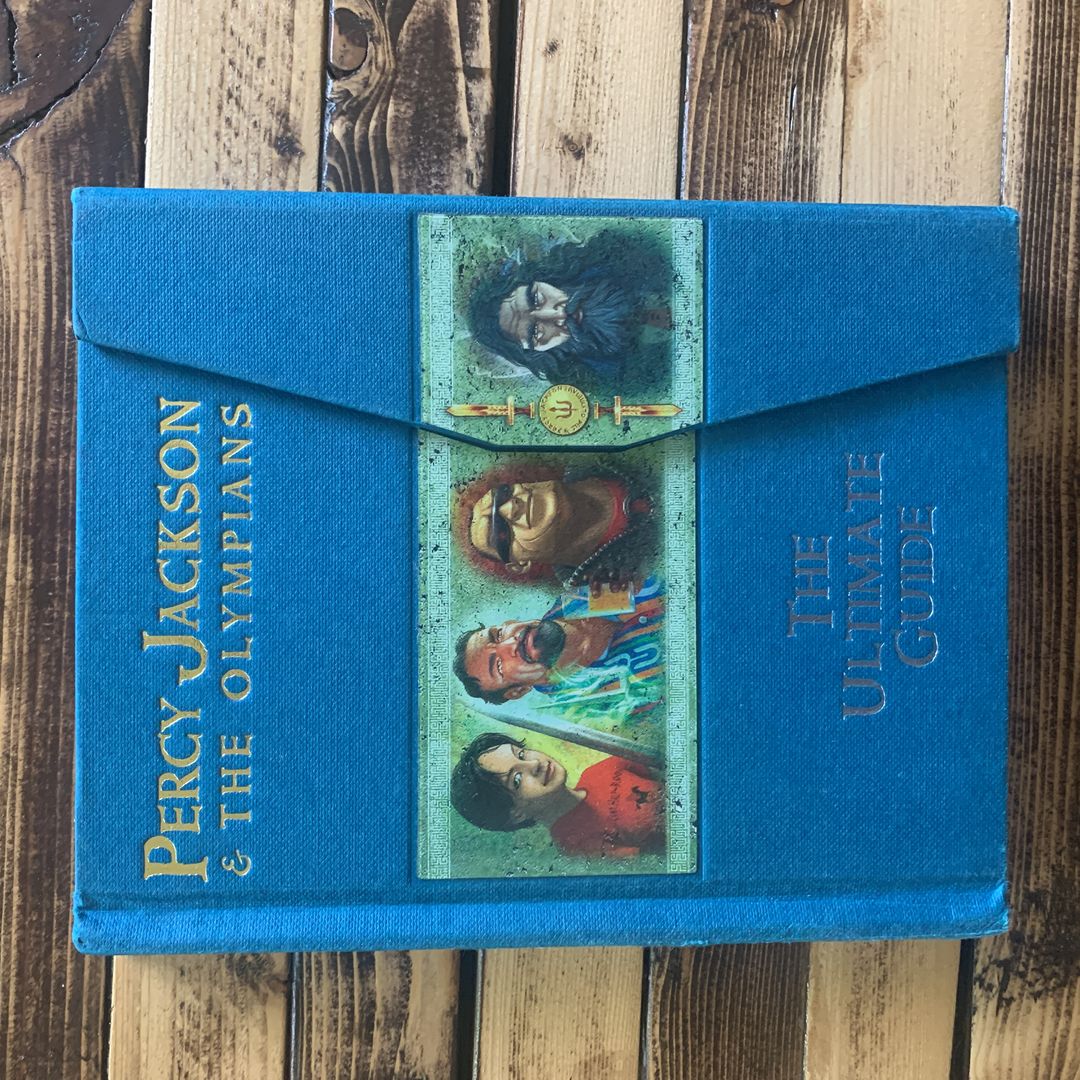 PERCY JACKSON
& THE OLYMPIANS
THE
ULTIMATE
GUIDE